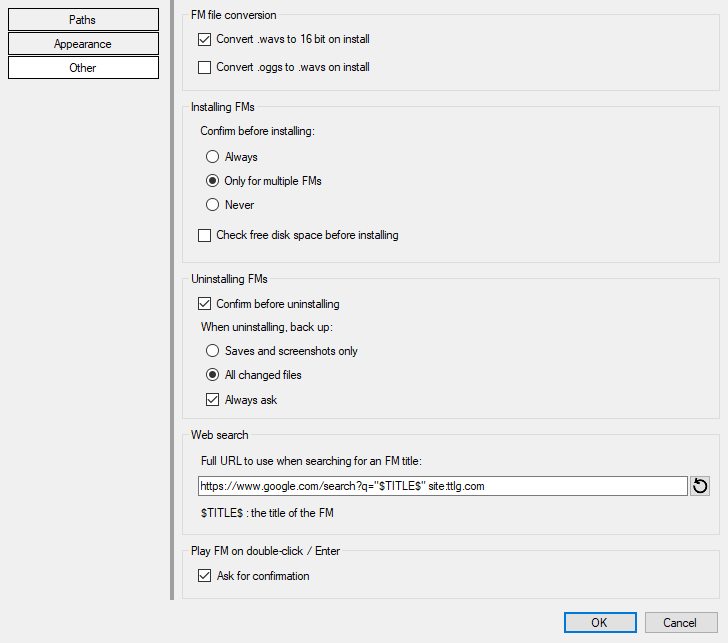 Paths
Appearance
Other
FM file conversion
Convert .wavs to 16 bit on install
Convert .oggs to .wavs on install
Installing FMs
Confirm before installing:
Always
Only for multiple FMs
Never
Check free disk space before installing
Uninstalling FMs
Confirm before uninstalling
When uninstalling, back up:
Saves and screenshots only
All changed files
Always ask
Web search
Full URL to use when searching for an FM title:
https://www.google.com/search?q="$TITLE$" site:ttlg.com
$TITLE$ : the title of the FM
Play FM on double-click / Enter
Ask for confirmation
OK
Cancel